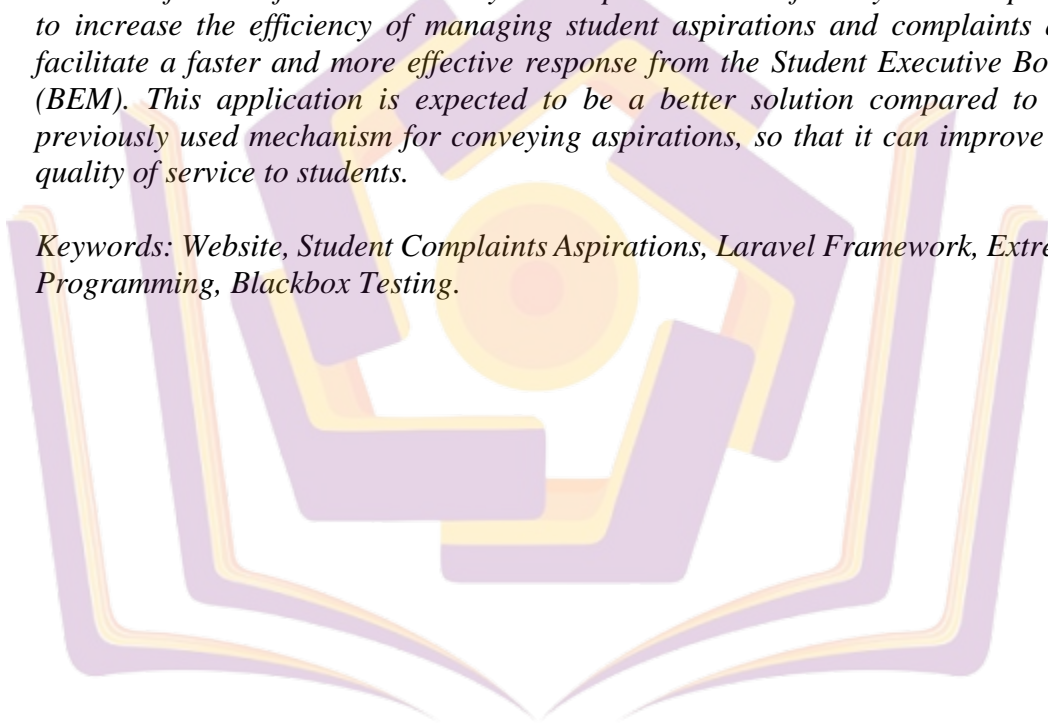 to increase the efficiency of managing student aspirations and complaints
facilitate a faster and more effective response from the Student Executive Bo
(BEM). This application is expected to be a better solution compared to
previously used mechanism for conveying aspirations, so that it can improve
quality of service to students.
Keywords: Website, Student Complaints Aspirations, Laravel Framework, Extre
Programming, Blackbox Testing.